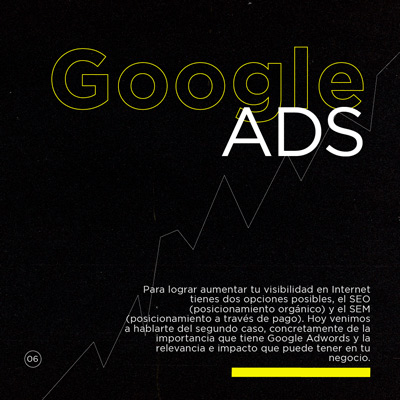 Google
ADS
Para lograr aumentar tu visibilidad en Internet
tienes dos opciones posibles, el SEO
(posicionamiento orgánico) y el SEM
(posicionamiento a través de pago). Hoy venimos
a hablarte del segundo caso, concretamente de la
importancia que tiene Google Adwords y la
relevancia e impacto que puede tener en tu
negocio.
06